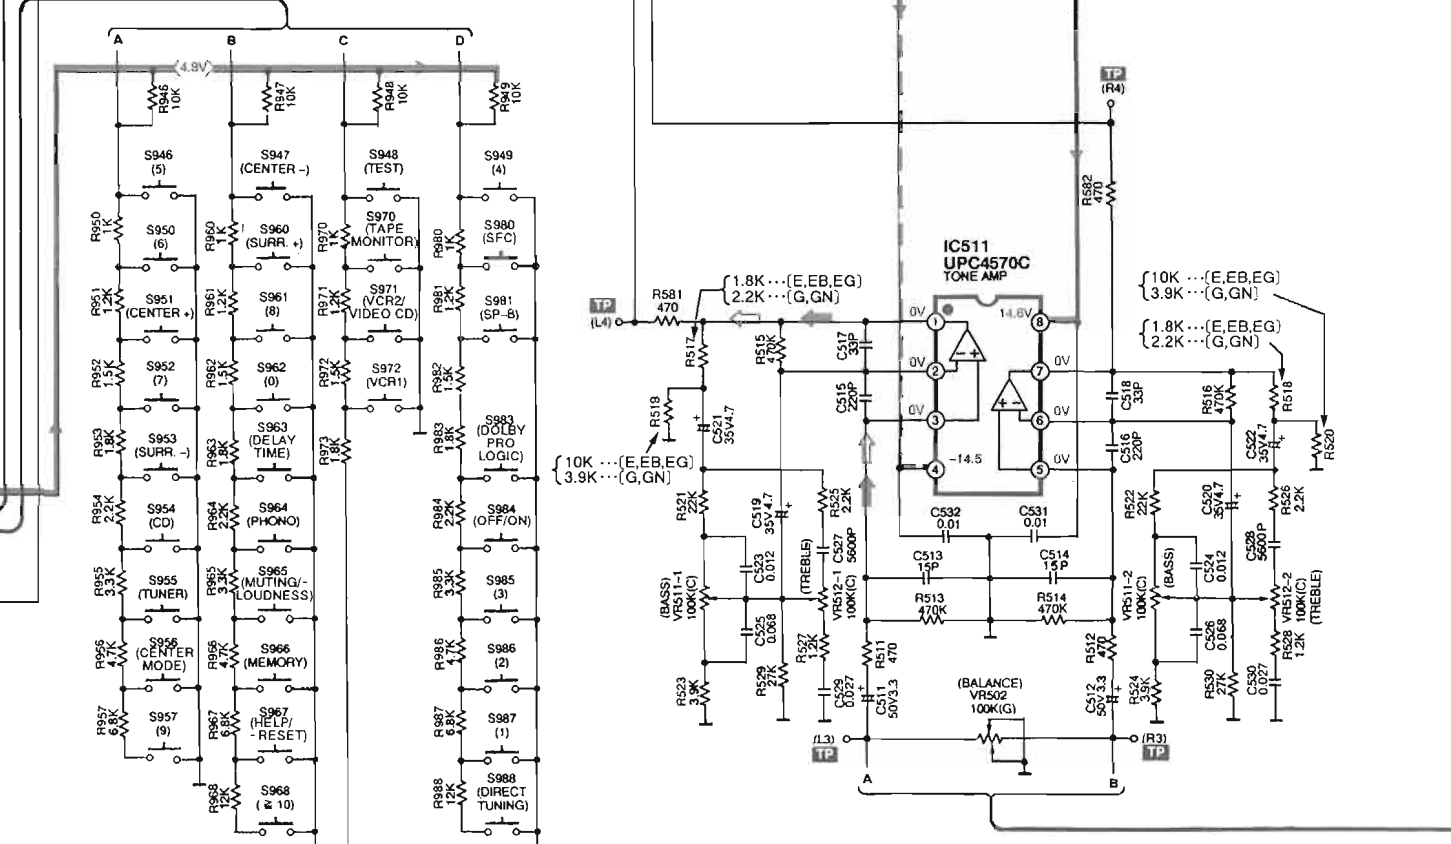 A
B
C
D
4.9V
R946
10K
R947
10K
R948
10K
R949
10K
S946
(5)
S947
(CENTER –)
S948
(TEST)
S949
(4)
R950
1K
S950
(6)
R960
1K
S960
(SURR. +)
R970
1K
S970
(TAPE
MONITOR)
R980
1K
S980
(SFC)
R951
1.2K
S951
(CENTER +)
R961
1.2K
S961
(8)
R971
1.2K
S971
(VCR2/
VIDEO CD)
R981
1.2K
S981
(SP–B)
R952
1.5K
S952
(7)
R962
1.5K
S962
(0)
R972
1.5K
S972
(VCR1)
R982
1.5K
R953
1.8K
S953
(SURR. –)
R963
1.8K
S963
(DELAY
TIME)
R973
1.8K
R983
1.8K
S983
(DOLBY
PRO
LOGIC)
R954
2.2K
S954
(CD)
R964
2.2K
S964
(PHONO)
R984
2.2K
S984
(OFF/ON)
R955
3.3K
S955
(TUNER)
R965
3.3K
S965
(MUTING/-
LOUDNESS)
R985
3.3K
S985
(3)
R956
4.7K
S956
(CENTER
MODE)
R966
4.7K
S966
(MEMORY)
R986
4.7K
S986
(2)
R957
6.8K
S957
(9)
R967
6.8K
S967
(HELP/
- RESET)
R987
6.8K
S987
(1)
R968
12K
S968
(≧ 10)
R988
12K
S988
(DIRECT
TUNING)
TP
(R4)
R582
470
IC511
UPC4570C
TONE AMP
TP
(L4)
R581
470
1.8K ···(E,EB,EG)
2.2K ···(G,GN)
10K ···(E,EB,EG)
3.9K ···(G,GN)
1.8K ···(E,EB,EG)
2.2K ···(G,GN)
0V
1
14.6V
8
0V
2
7
0V
0V
3
6
0V
–14.5
4
5
0V
R517
R515
470K
C517
33P
C515
220P
C518
33P
C516
220P
R516
470K
R518
R519
C521
35V4.7
C522
35V4.7
R520
10K ···(E,EB,EG)
3.9K ···(G,GN)
R521
22K
C519
35V4.7
R525
2.2K
C532
0.01
C531
0.01
R522
22K
C520
35V4.7
R526
2.2K
C523
0.012
C527
5600P
C513
15P
C514
15P
C524
0.012
C528
5600P
(BASS)
VR511–1
100K(C)
(TREBLE)
VR512–1
100K(C)
R513
470K
R514
470K
VR511–2
100K(C)
(BASS)
VR512–2
100K(C)
(TREBLE)
C525
0.068
R527
1.2K
R511
470
R512
470
C526
0.068
R528
1.2K
R523
3.9K
R529
27K
C529
0.027
C511
50V3.3
(BALANCE)
VR502
100K(G)
C512
50V3.3
R524
3.9K
R530
27K
C530
0.027
(L3)
TP
(R3)
TP
A
B